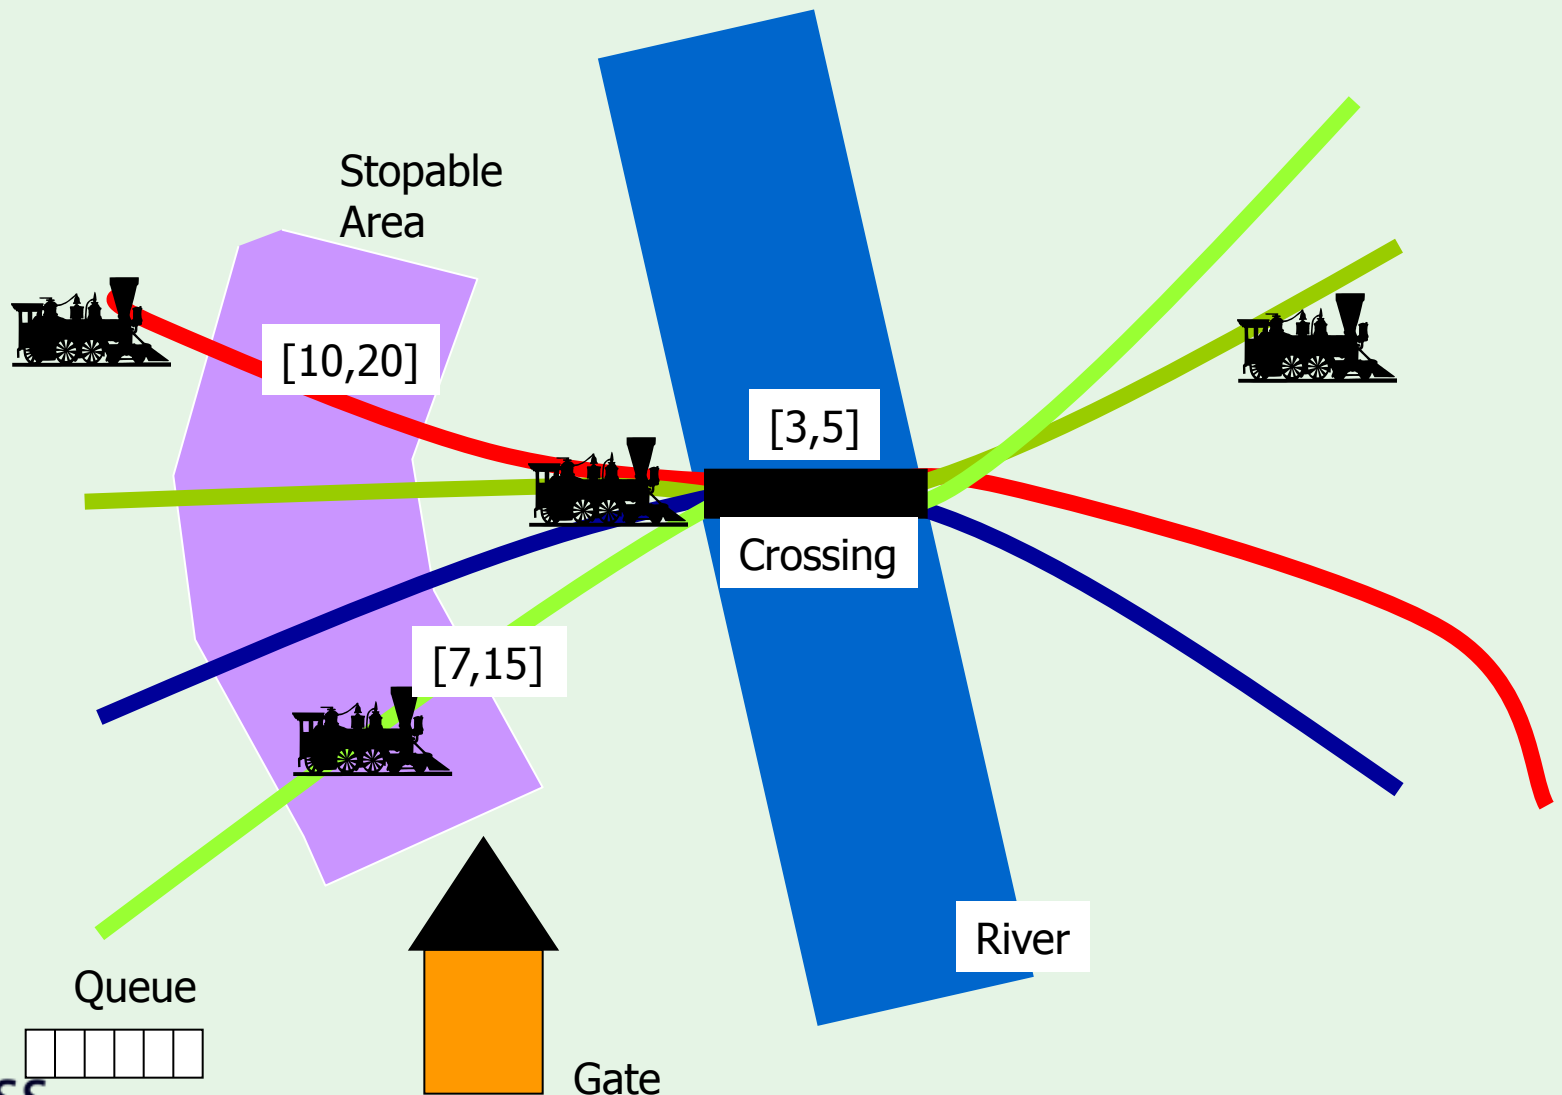 Stopable
Area
[10,20]
[3,5]
Crossing
[7,15]
River
Queue
Gate